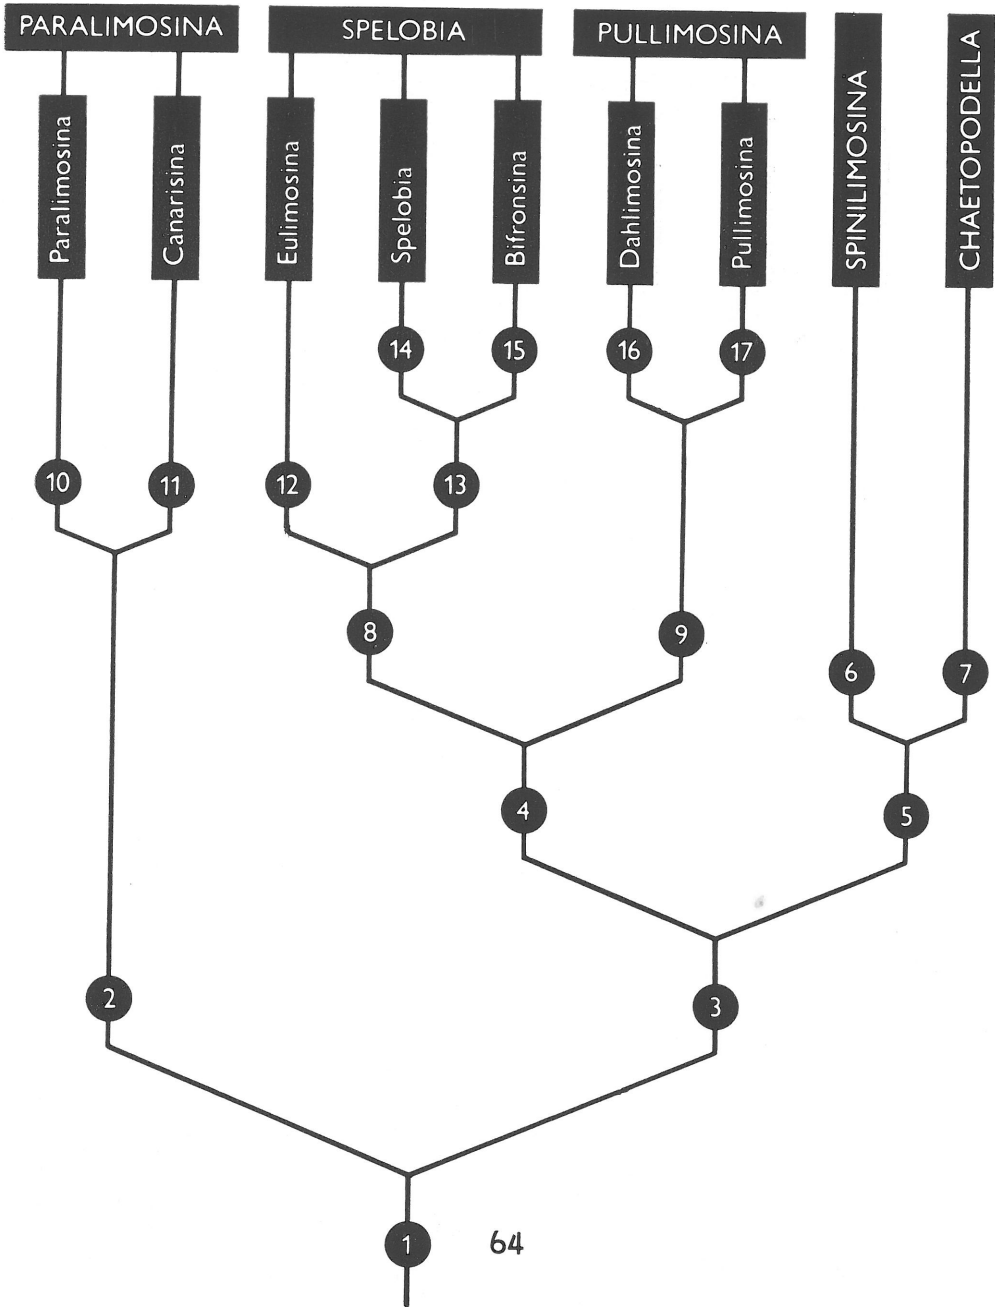 PARALIMOSINA
SPELOBIA
PULLIMOSINA
SPINILIMOSINA
CHAETOPODELLA
Paralimosina
Canarisina
Eulimosina
Spelobia
Bifronsina
Dahlimosina
Pullimosina
14
15
16
17
10
11
12
13
8
9
6
7
4
5
2
3
1
64